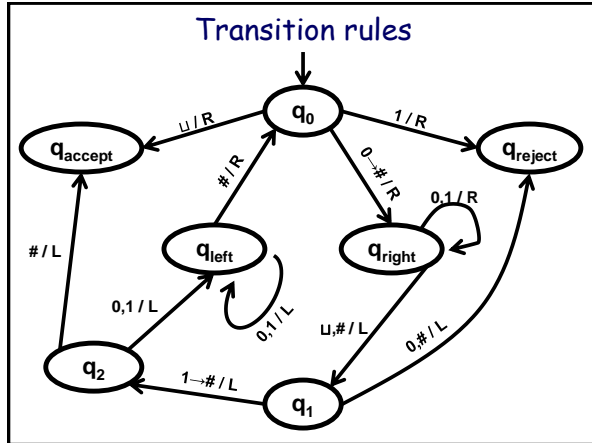 Transition rules
q0
⊔ / R
1 / R
qaccept
qreject
# / R
0→# / R
0,1 / R
qleft
qright
# / L
0,1 / L
0,1 / L
⊔,# / L
0,# / L
q2
1→# / L
q1